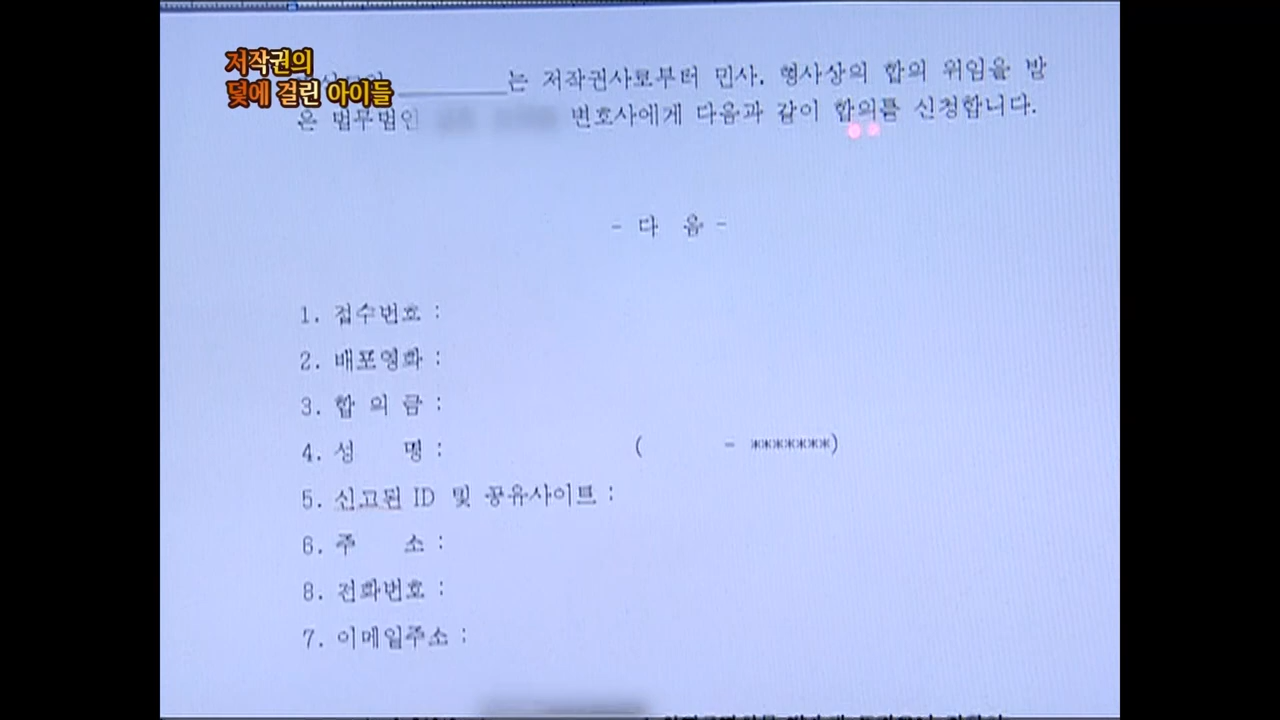 저작권의
덫에 걸린 아이들
는 저작권사로부터 민사. 형사상의 합의 위임을 받
은 법무법인 변호사에게 다음과 같이 합의를 신청합니다.
- 다 음 -
1. 접수번호 :
2. 배포영화 :
3. 합 의 금 :
4. 성 명 : ( - *******)
5. 신고된 ID 및 공유사이트 :
6. 주 소 :
8. 전화번호 :
7. 이메일주소 :